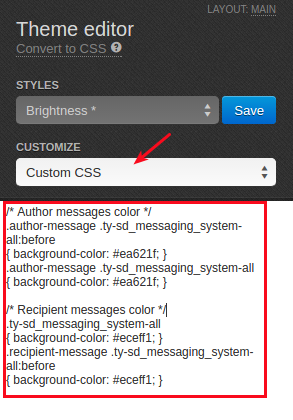 LAYOUT: MAIN
Theme editor
Convert to CSS ?
STYLES
Brightness *
Save
CUSTOMIZE
Custom CSS
/* Author messages color */
.author-message .ty-sd_messaging_system-
all:before
{ background-color: #ea621f; }
.author-message .ty-sd_messaging_system-all
{ background-color: #ea621f; }

/* Recipient messages color */
.ty-sd_messaging_system-all
{ background-color: #eceff1; }
.recipient-message .ty-sd_messaging_system-
all:before
{ background-color: #eceff1; }